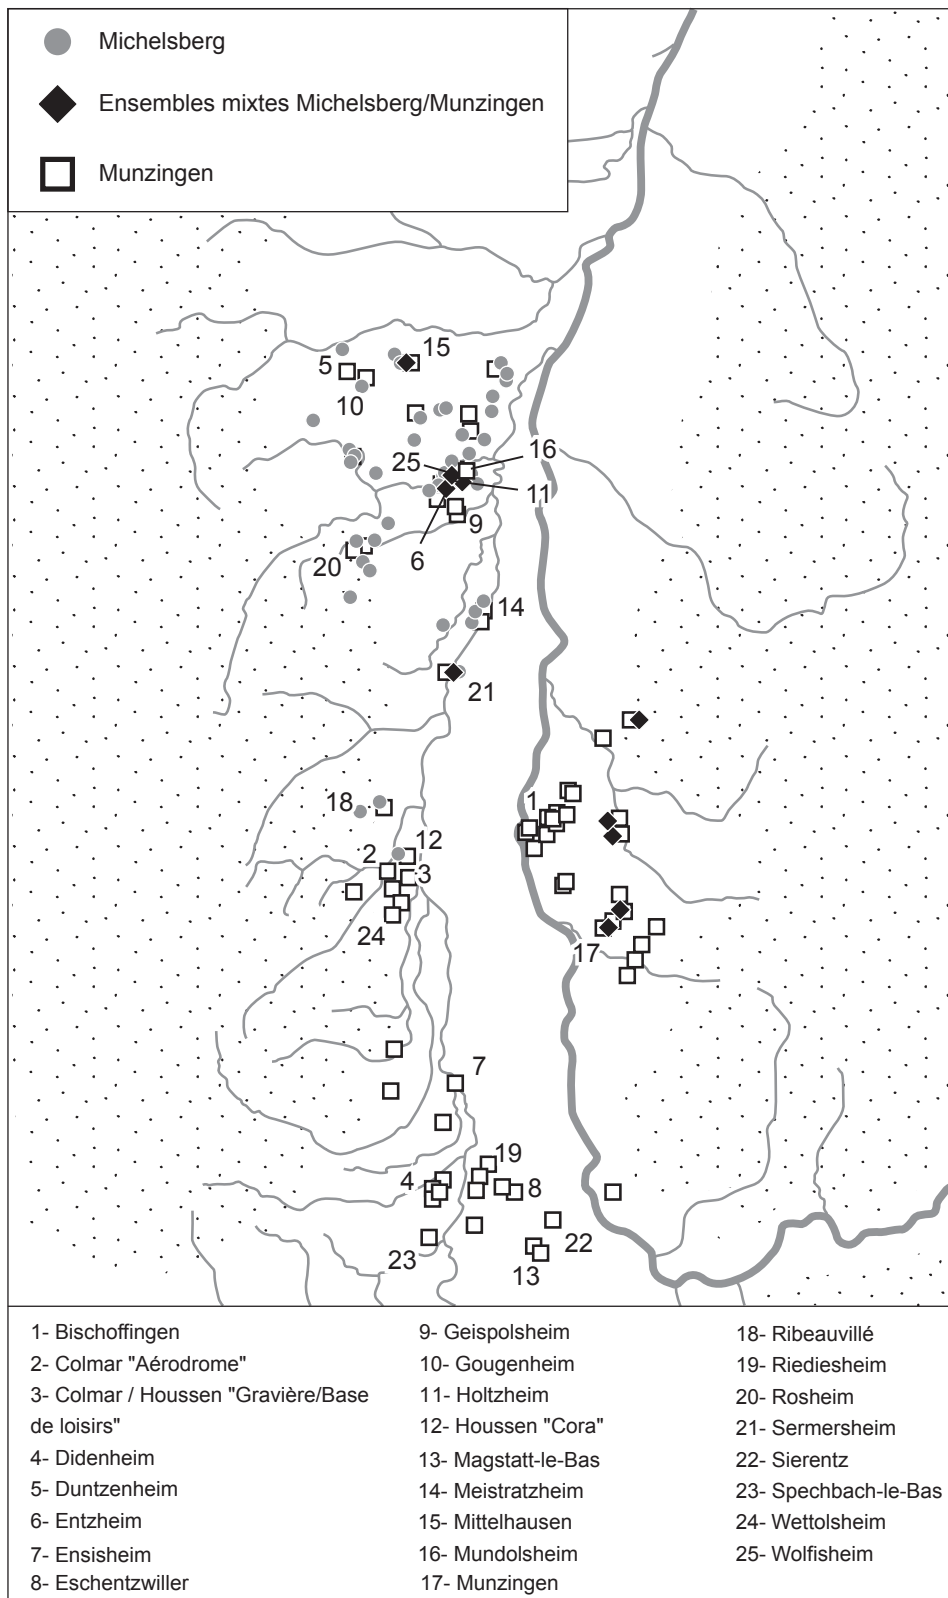 Michelsberg
Ensembles mixtes Michelsberg/Munzingen
Munzingen
15
5
10
25
16
11
9
6
20
14
21
1
18
12
2
3
24
17
7
19
4
8
23
22
13
1- Bischoffingen
2- Colmar "Aérodrome"
3- Colmar / Houssen "Gravière/Base
de loisirs"
4- Didenheim
5- Duntzenheim
6- Entzheim
7- Ensisheim
8- Eschentzwiller
9- Geispolsheim
10- Gougenheim
11- Holtzheim
12- Houssen "Cora"
13- Magstatt-le-Bas
14- Meistratzheim
15- Mittelhausen
16- Mundolsheim
17- Munzingen
18- Ribeauvillé
19- Riediesheim
20- Rosheim
21- Sermersheim
22- Sierentz
23- Spechbach-le-Bas
24- Wettolsheim
25- Wolfisheim